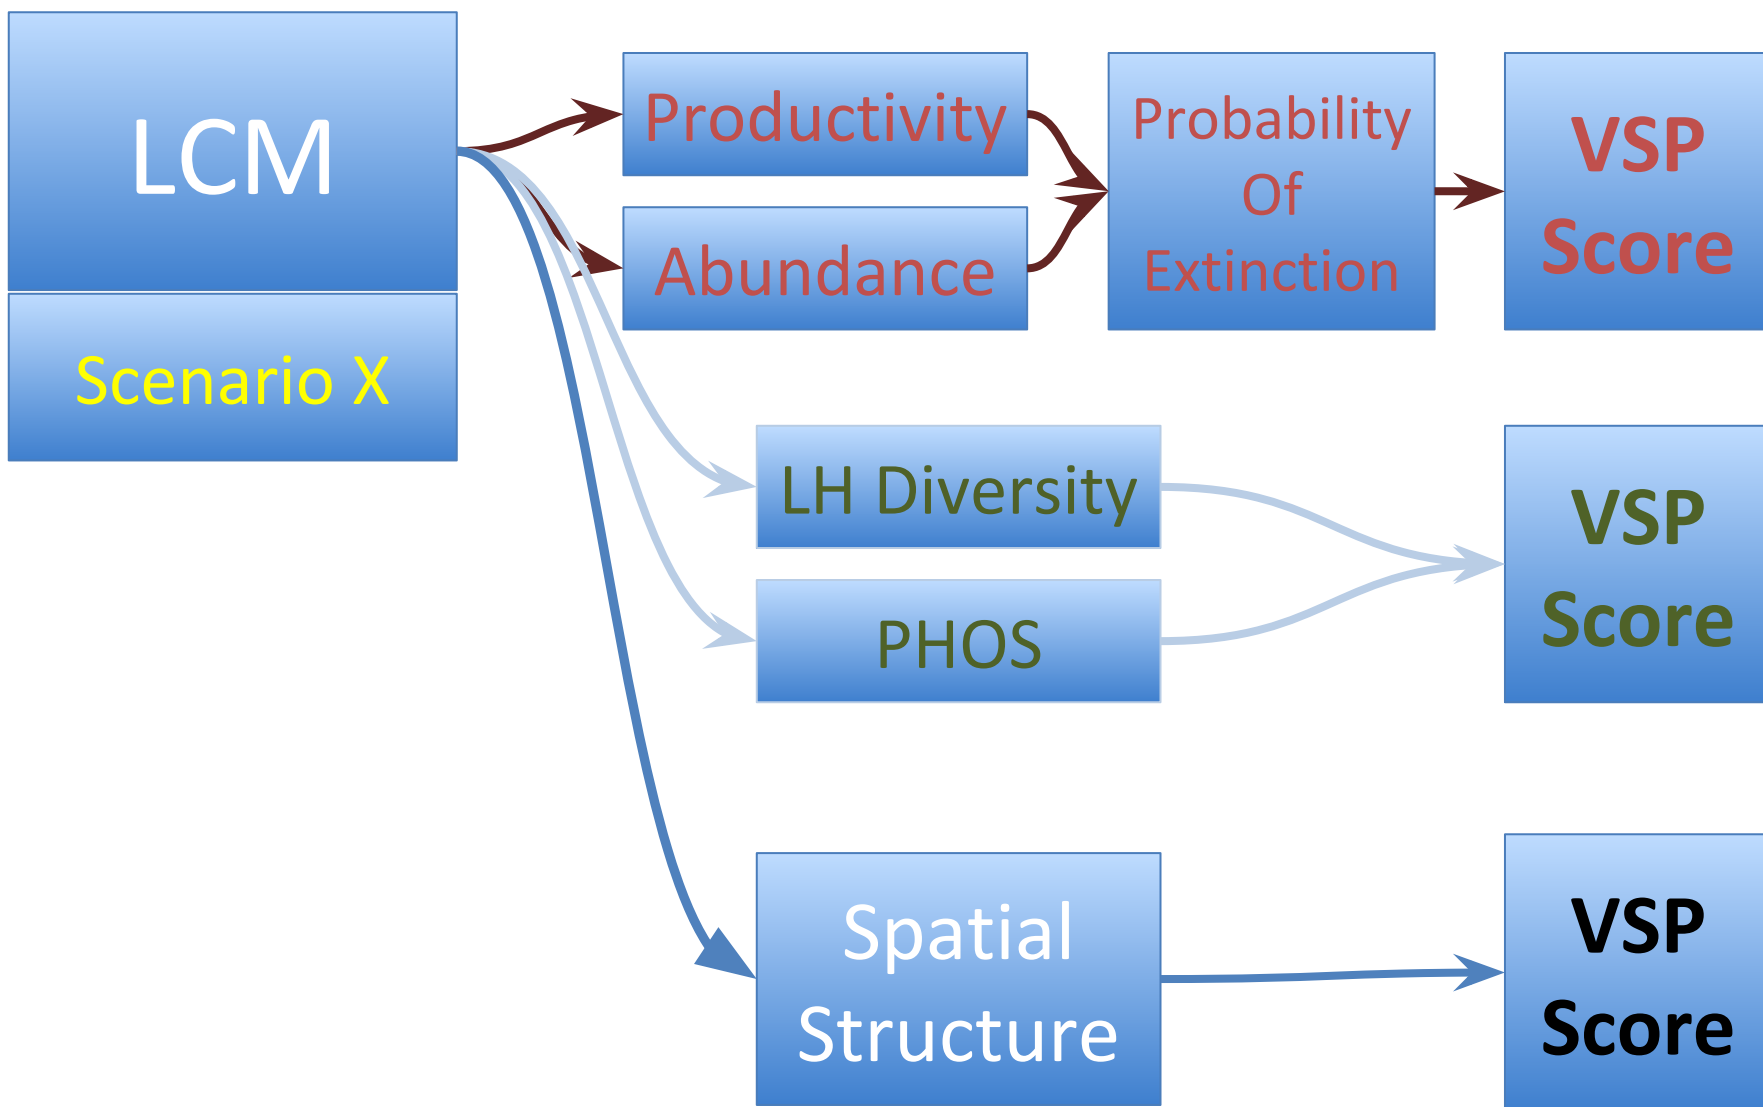 LCM
Scenario X
Productivity
Abundance
Probability
Of
Extinction
VSP
Score
LH Diversity
PHOS
VSP
Score
Spatial
Structure
VSP
Score